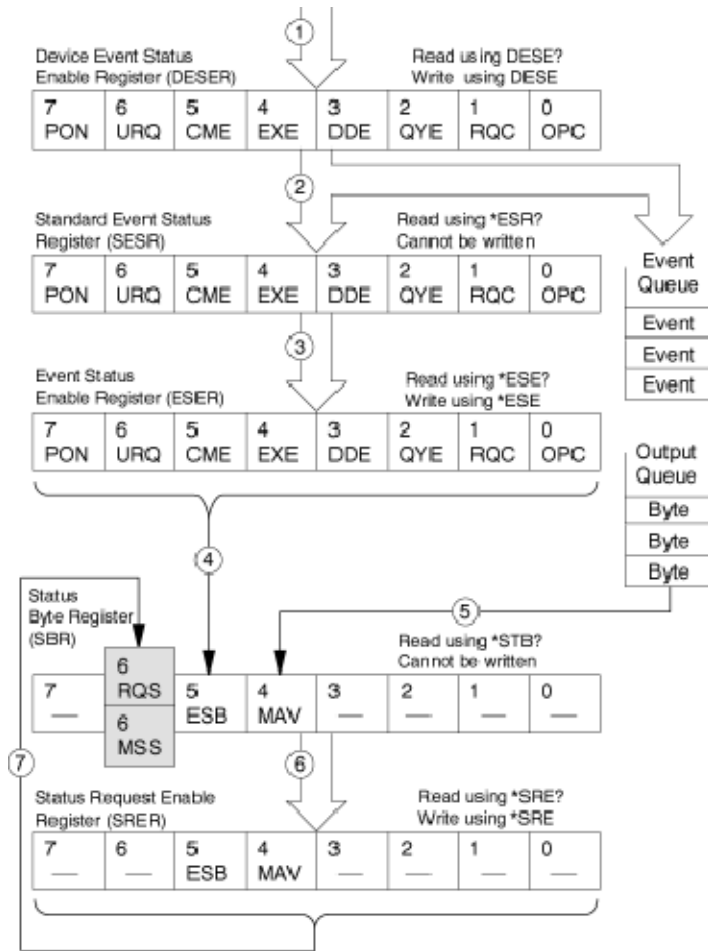 1
Device Event Status
Enable Register (DESER)
Read using DESE?
Write using DESE
7 6 5 4 3 2 1 0
PON URQ CME EXE DDE QYE RQC OPC
2
Standard Event Status
Register (SESR)
Read using *ESR?
Cannot be written
7 6 5 4 3 2 1 0
PON URQ CME EXE DDE QYE RQC OPC
Event
Queue
Event
Event
Event
3
Event Status
Enable Register (ESER)
Read using *ESE?
Write using *ESE
7 6 5 4 3 2 1 0
PON URQ CME EXE DDE QYE RQC OPC
Output
Queue
Byte
Byte
Byte
4
5
Status
Byte Register
(SBR)
Read using *STB?
Cannot be written
6
RQS
7 5 4 3 2 1 0
— ESB MAV — — — —
6
MSS
7
6
Status Request Enable
Register (SRER)
Read using *SRE?
Write using *SRE
7 6 5 4 3 2 1 0
— — ESB MAV — — — —